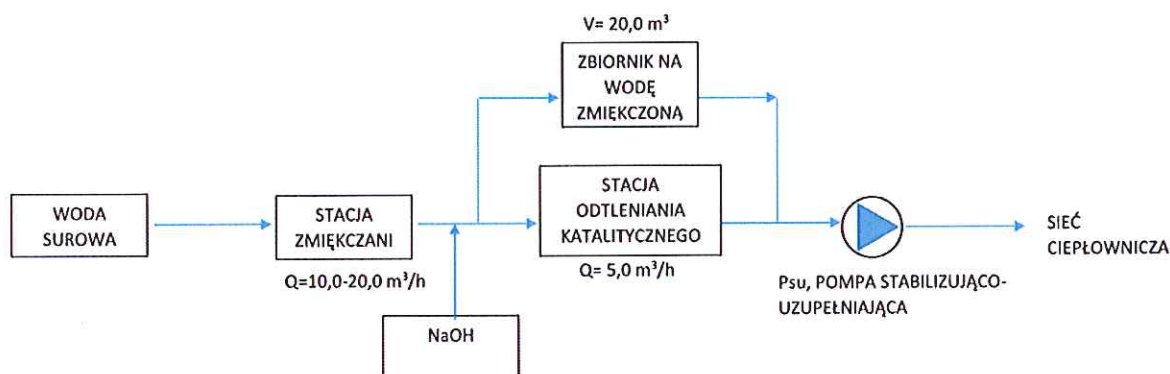 V= 20,0 m³
ZBIORNIK NA
WODĘ
ZMIĘKCZONĄ
WODA
SUROWA
STACJA
ZMIĘKCZANI
Q=10,0-20,0 m³/h
NaOH
STACJA
ODTLENIANIA
KATALITYCZNEGO
Q= 5,0 m³/h
Psu, POMPA STABILIZUJĄCO-
UZUPEŁNIAJĄCA
SIEĆ
CIEPŁOWNICZA